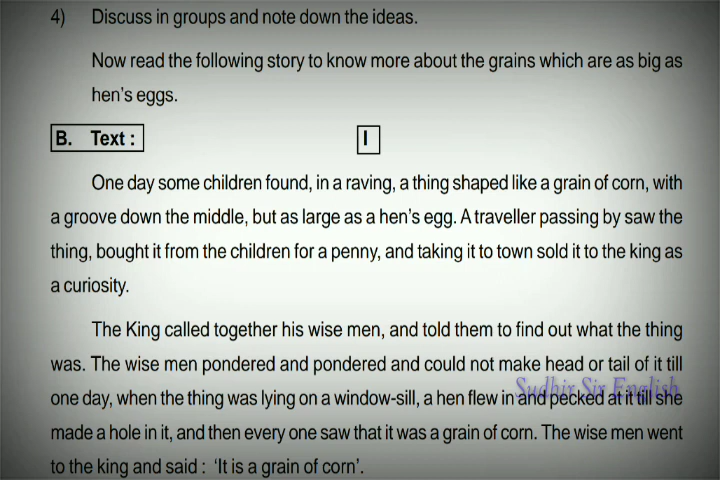 4) Discuss in groups and note down the ideas.
Now read the following story to know more about the grains which are as big as
hen's eggs.
B. Text : I
One day some children found, in a raving, a thing shaped like a grain of corn, with
a groove down the middle, but as large as a hen's egg. A traveller passing by saw the
thing, bought it from the children for a penny, and taking it to town sold it to the king as
a curiosity.
The King called together his wise men, and told them to find out what the thing
was. The wise men pondered and pondered and could not make head or tail of it till
Sudhir Sir English
one day, when the thing was lying on a window-sill, a hen flew in and pecked at it till she
made a hole in it, and then every one saw that it was a grain of corn. The wise men went
to the king and said : 'It is a grain of corn'.